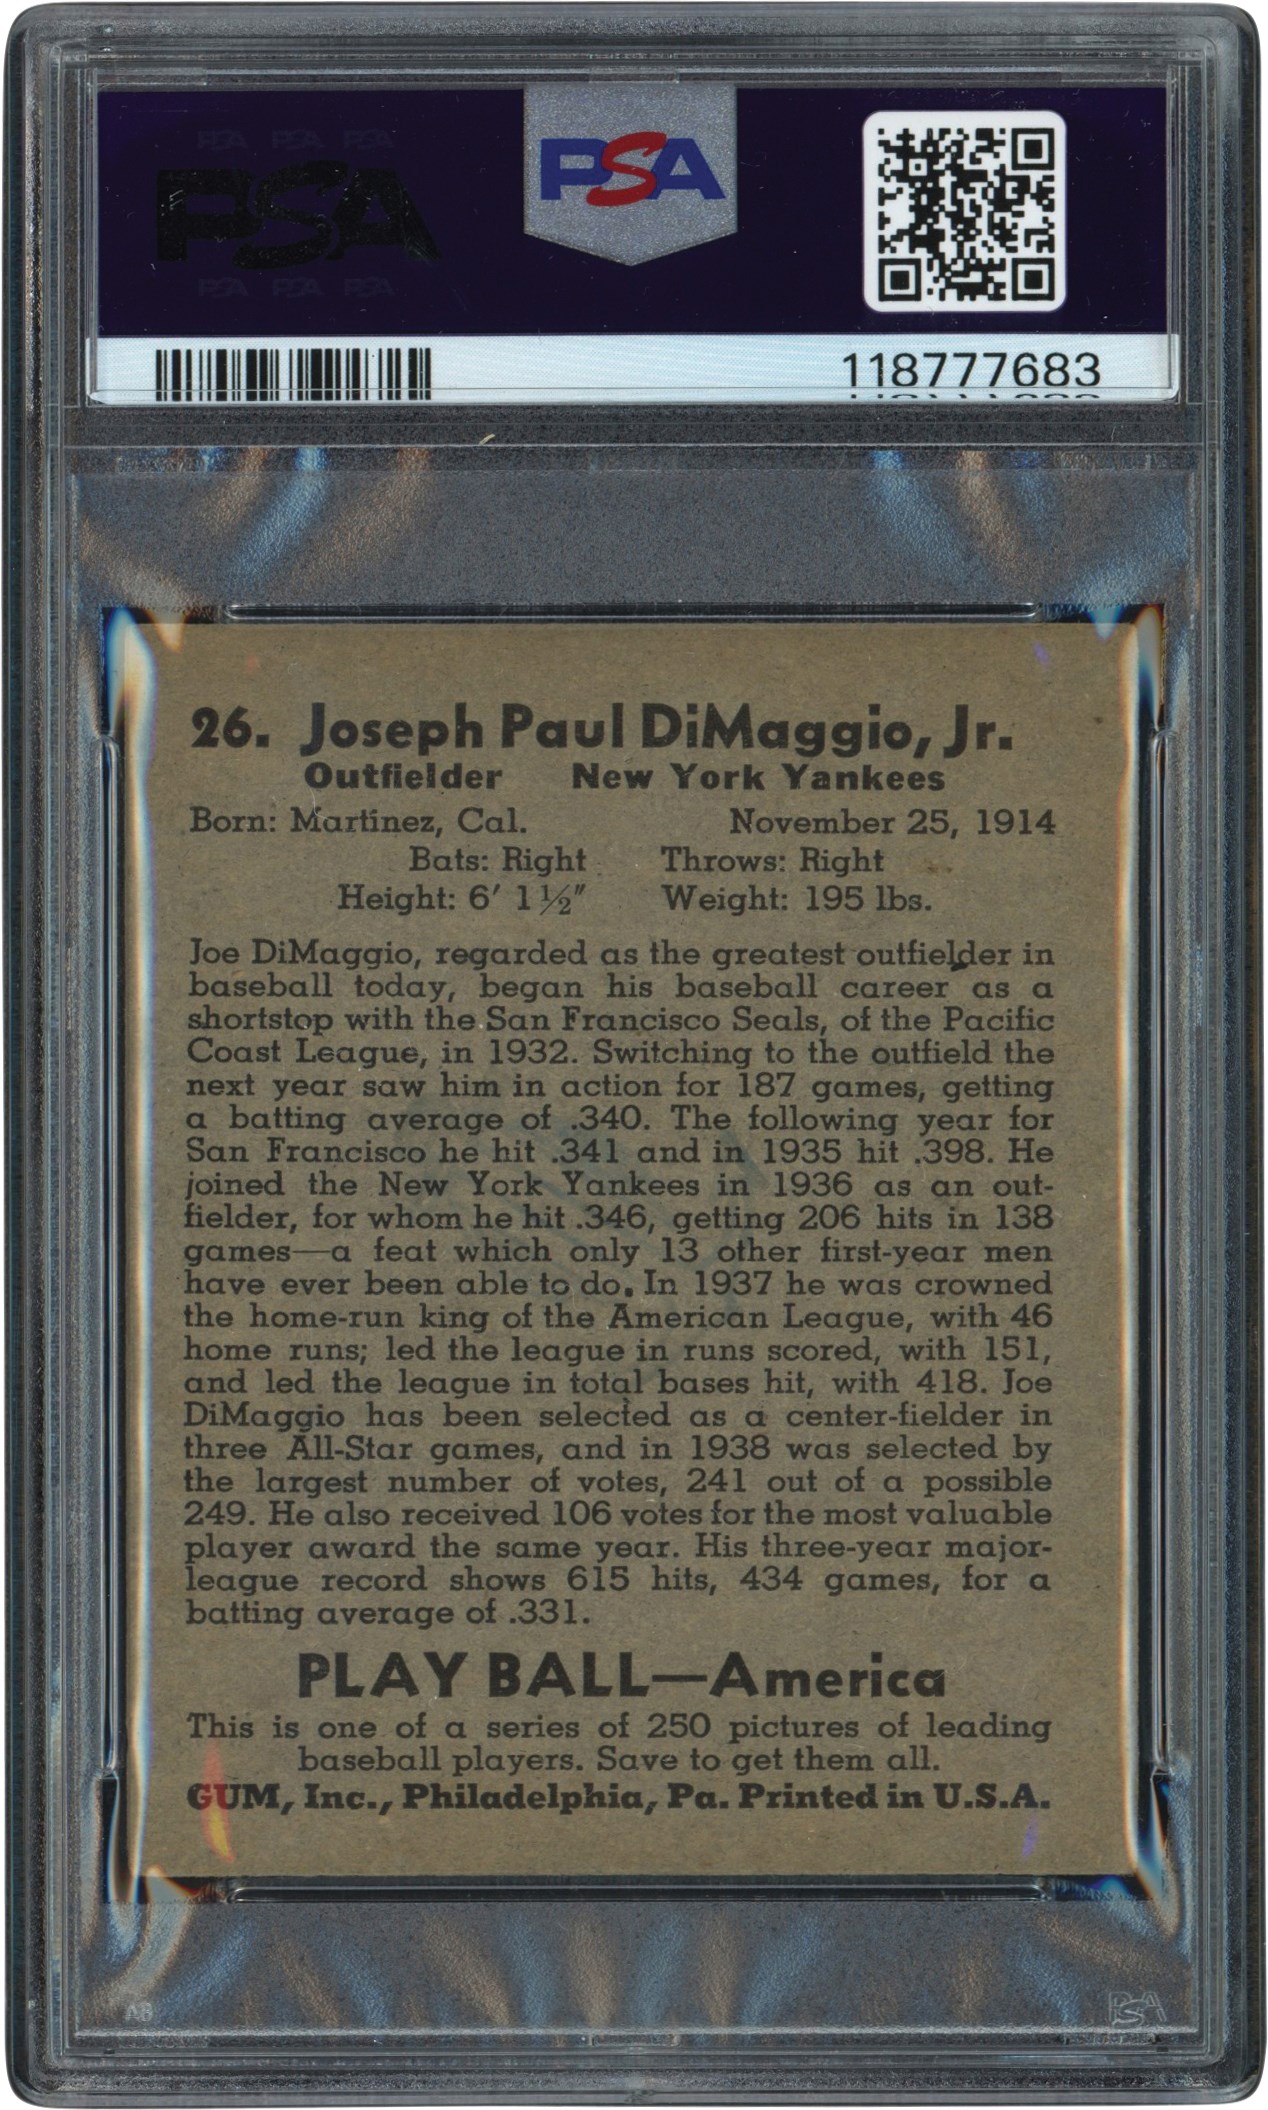 PSA PSA PSA
PSA
PSA
PSA PSA PSA
118777683
26. Joseph Paul DiMaggio, Jr.
Outfielder New York Yankees
Born: Martinez, Cal. November 25, 1914
Bats: Right Throws: Right
Height: 6′ 1½″ Weight: 195 lbs.
Joe DiMaggio, regarded as the greatest outfielder in
baseball today, began his baseball career as a
shortstop with the San Francisco Seals, of the Pacific
Coast League, in 1932. Switching to the outfield the
next year saw him in action for 187 games, getting
a batting average of .340. The following year for
San Francisco he hit .341 and in 1935 hit .398. He
joined the New York Yankees in 1936 as an out-
fielder, for whom he hit .346, getting 206 hits in 138
games—a feat which only 13 other first-year men
have ever been able to do. In 1937 he was crowned
the home-run king of the American League, with 46
home runs; led the league in runs scored, with 151,
and led the league in total bases hit, with 418. Joe
DiMaggio has been selected as a center-fielder in
three All-Star games, and in 1938 was selected by
the largest number of votes, 241 out of a possible
249. He also received 106 votes for the most valuable
player award the same year. His three-year major-
league record shows 615 hits, 434 games, for a
batting average of .331.
PLAY BALL—America
This is one of a series of 250 pictures of leading
baseball players. Save to get them all.
GUM, Inc., Philadelphia, Pa. Printed in U.S.A.
AB
PSA